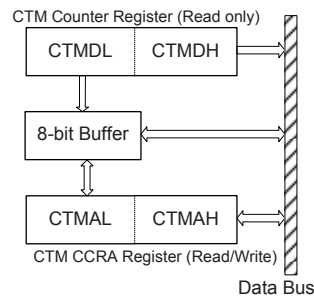 CTM Counter Register (Read only)
CTMDL CTMDH
8-bit Buffer
CTMAL CTMAH
CTM CCRA Register (Read/Write)
Data Bus